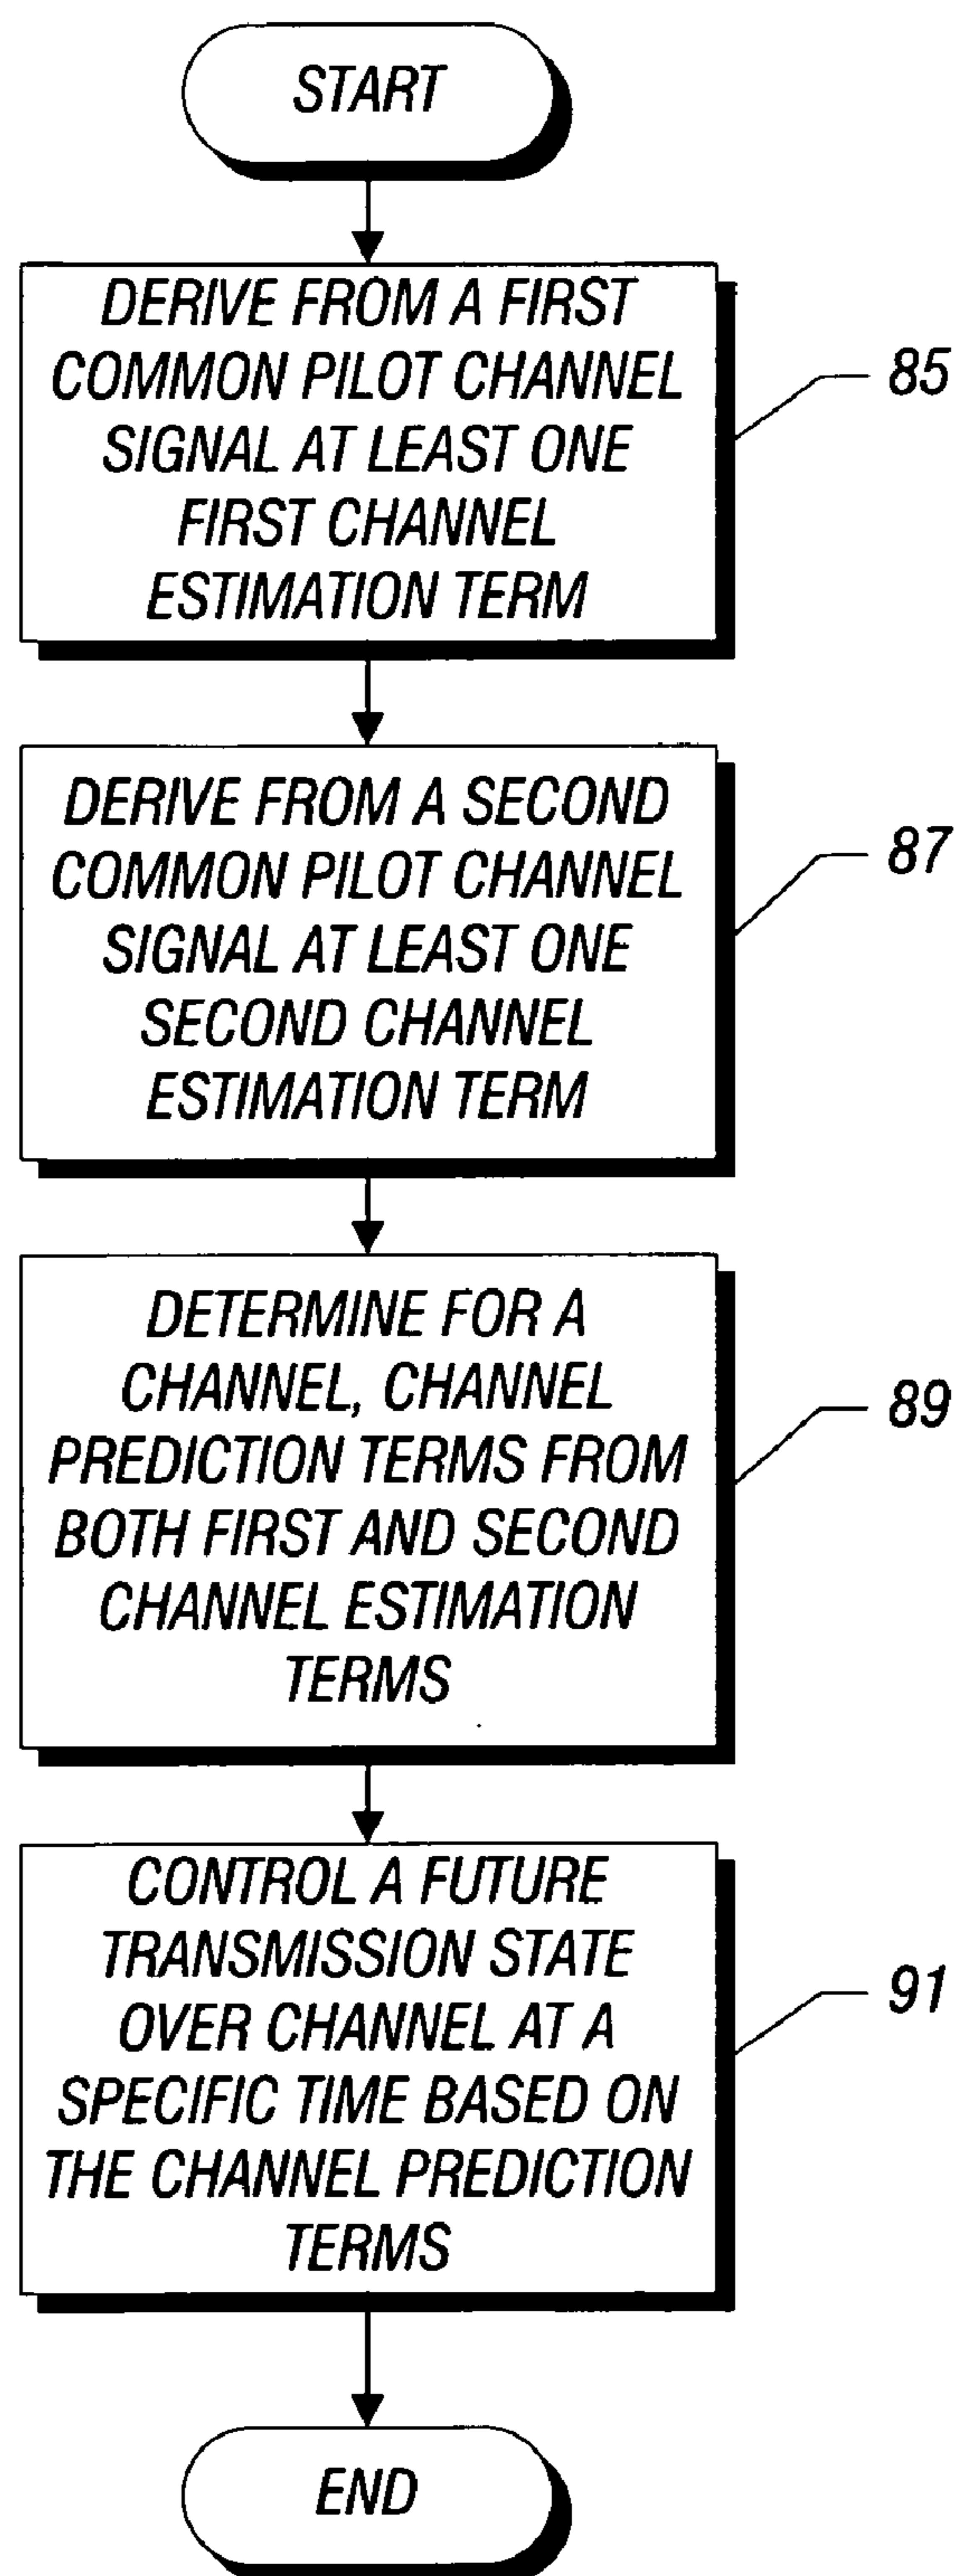 START
DERIVE FROM A FIRST
COMMON PILOT CHANNEL
SIGNAL AT LEAST ONE
FIRST CHANNEL
ESTIMATION TERM
85
DERIVE FROM A SECOND
COMMON PILOT CHANNEL
SIGNAL AT LEAST ONE
SECOND CHANNEL
ESTIMATION TERM
87
DETERMINE FOR A
CHANNEL, CHANNEL
PREDICTION TERMS FROM
BOTH FIRST AND SECOND
CHANNEL ESTIMATION
TERMS
89
CONTROL A FUTURE
TRANSMISSION STATE
OVER CHANNEL AT A
SPECIFIC TIME BASED ON
THE CHANNEL PREDICTION
TERMS
91
END